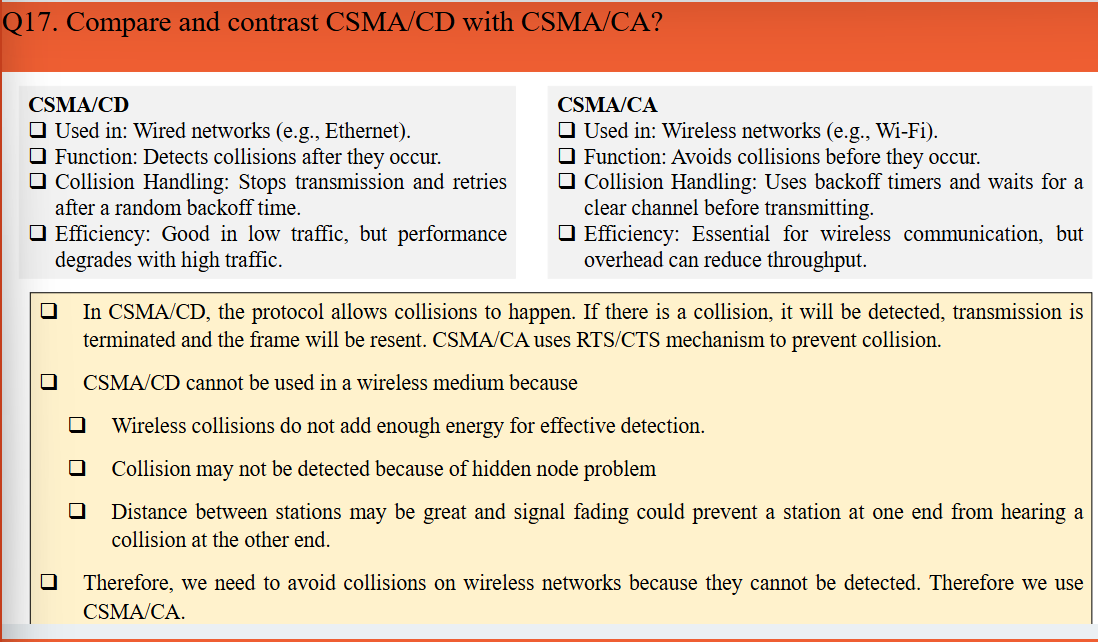 Q17. Compare and contrast CSMA/CD with CSMA/CA?
CSMA/CD
❑ Used in: Wired networks (e.g., Ethernet).
❑ Function: Detects collisions after they occur.
❑ Collision Handling: Stops transmission and retries
after a random backoff time.
❑ Efficiency: Good in low traffic, but performance
degrades with high traffic.
CSMA/CA
❑ Used in: Wireless networks (e.g., Wi-Fi).
❑ Function: Avoids collisions before they occur.
❑ Collision Handling: Uses backoff timers and waits for a
clear channel before transmitting.
❑ Efficiency: Essential for wireless communication, but
overhead can reduce throughput.
❑ In CSMA/CD, the protocol allows collisions to happen. If there is a collision, it will be detected, transmission is
terminated and the frame will be resent. CSMA/CA uses RTS/CTS mechanism to prevent collision.
❑ CSMA/CD cannot be used in a wireless medium because
❑ Wireless collisions do not add enough energy for effective detection.
❑ Collision may not be detected because of hidden node problem
❑ Distance between stations may be great and signal fading could prevent a station at one end from hearing a
collision at the other end.
❑ Therefore, we need to avoid collisions on wireless networks because they cannot be detected. Therefore we use
CSMA/CA.